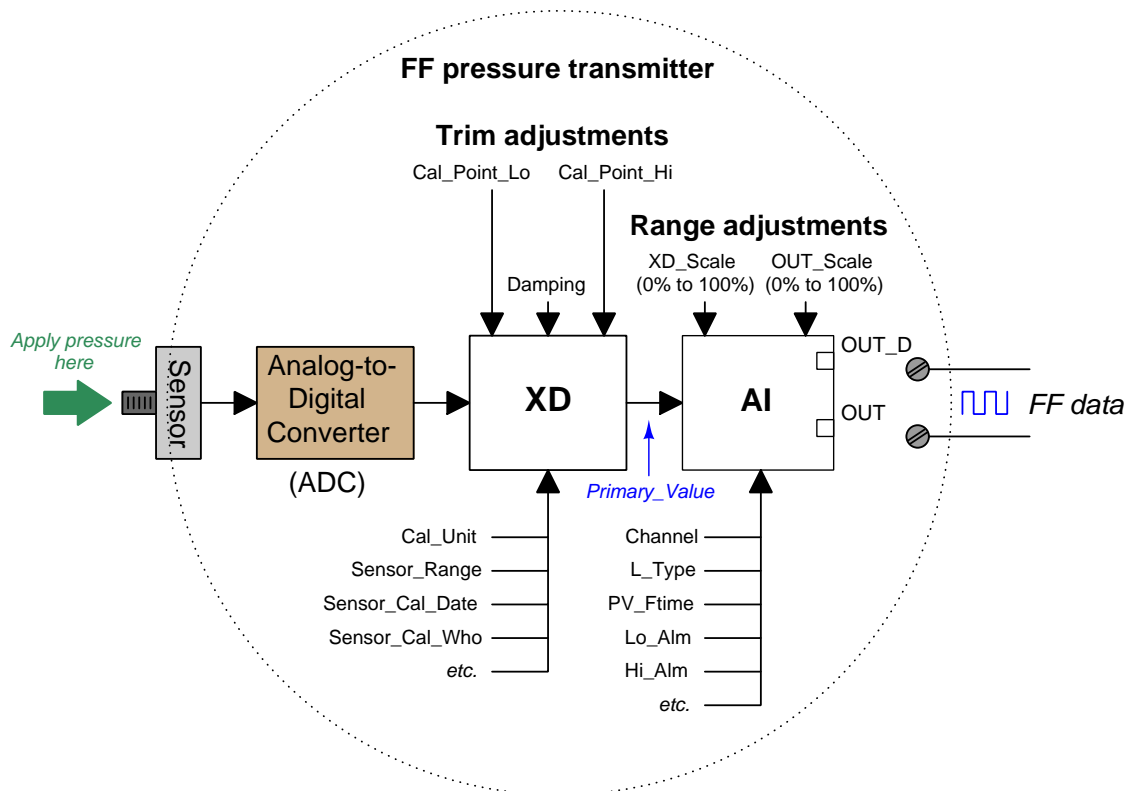 FF pressure transmitter
Trim adjustments
Cal_Point_Lo
Cal_Point_Hi
Range adjustments
XD_Scale
(0% to 100%)
OUT_Scale
(0% to 100%)
Damping
Apply pressure
here
Sensor
Analog-to-
Digital
Converter
(ADC)
XD
AI
OUT_D
OUT
FF data
Primary_Value
Cal_Unit
Sensor_Range
Sensor_Cal_Date
Sensor_Cal_Who
etc.
Channel
L_Type
PV_Ftime
Lo_Alm
Hi_Alm
etc.